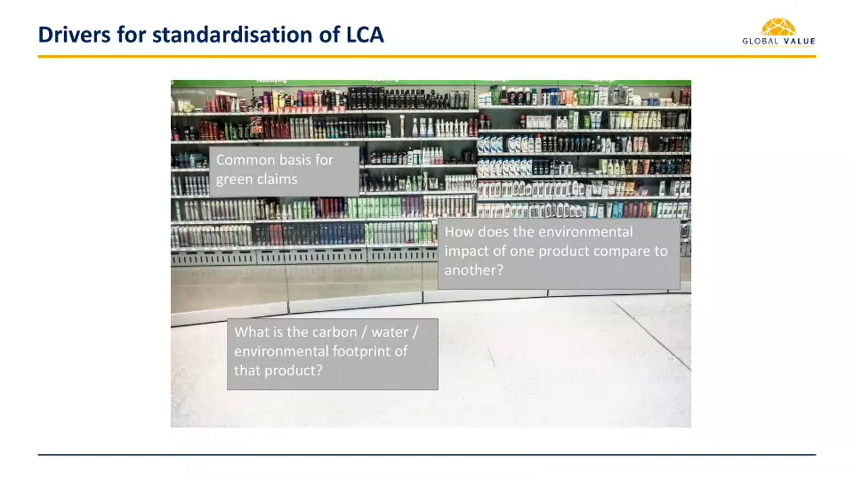 Drivers for standardisation of LCA
GLOBAL VALUE
Common basis for
green claims
How does the environmental
impact of one product compare to
another?
What is the carbon / water /
environmental footprint of
that product?